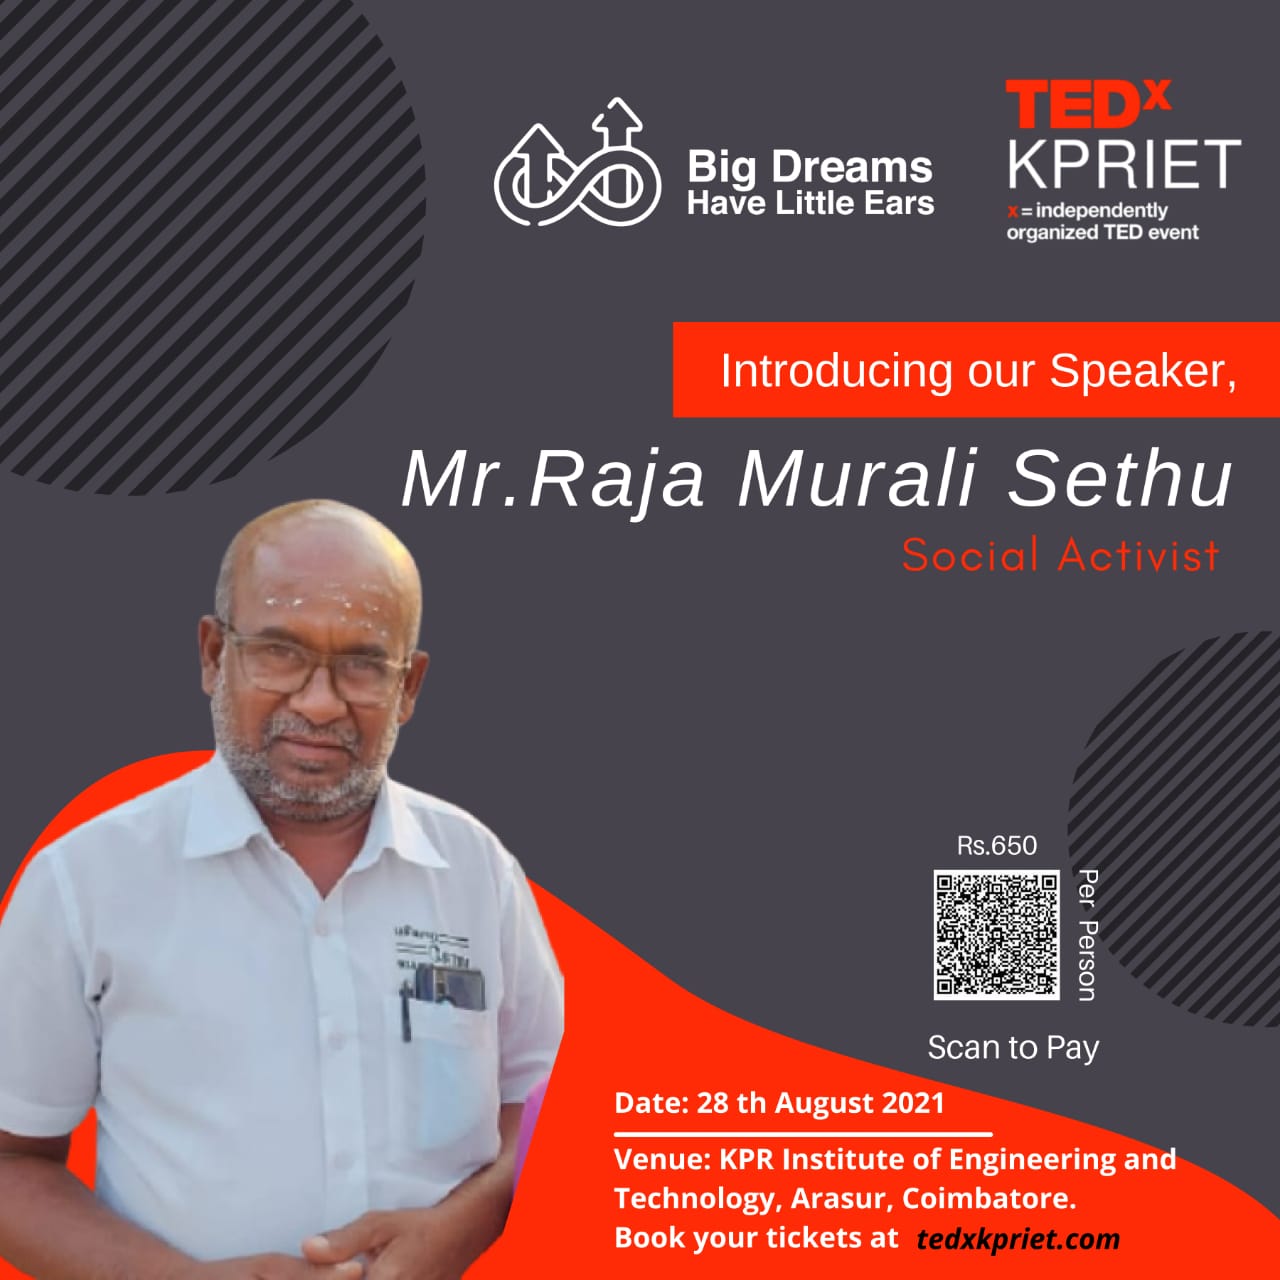 Big Dreams
Have Little Ears
TEDx
KPRIET
x = independently
organized TED event
Introducing our Speaker,
Mr.Raja Murali Sethu
Social Activist
Rs.650
Per Person
Scan to Pay
Date: 28 th August 2021
Venue: KPR Institute of Engineering and
Technology, Arasur, Coimbatore.
Book your tickets at tedxkpriet.com